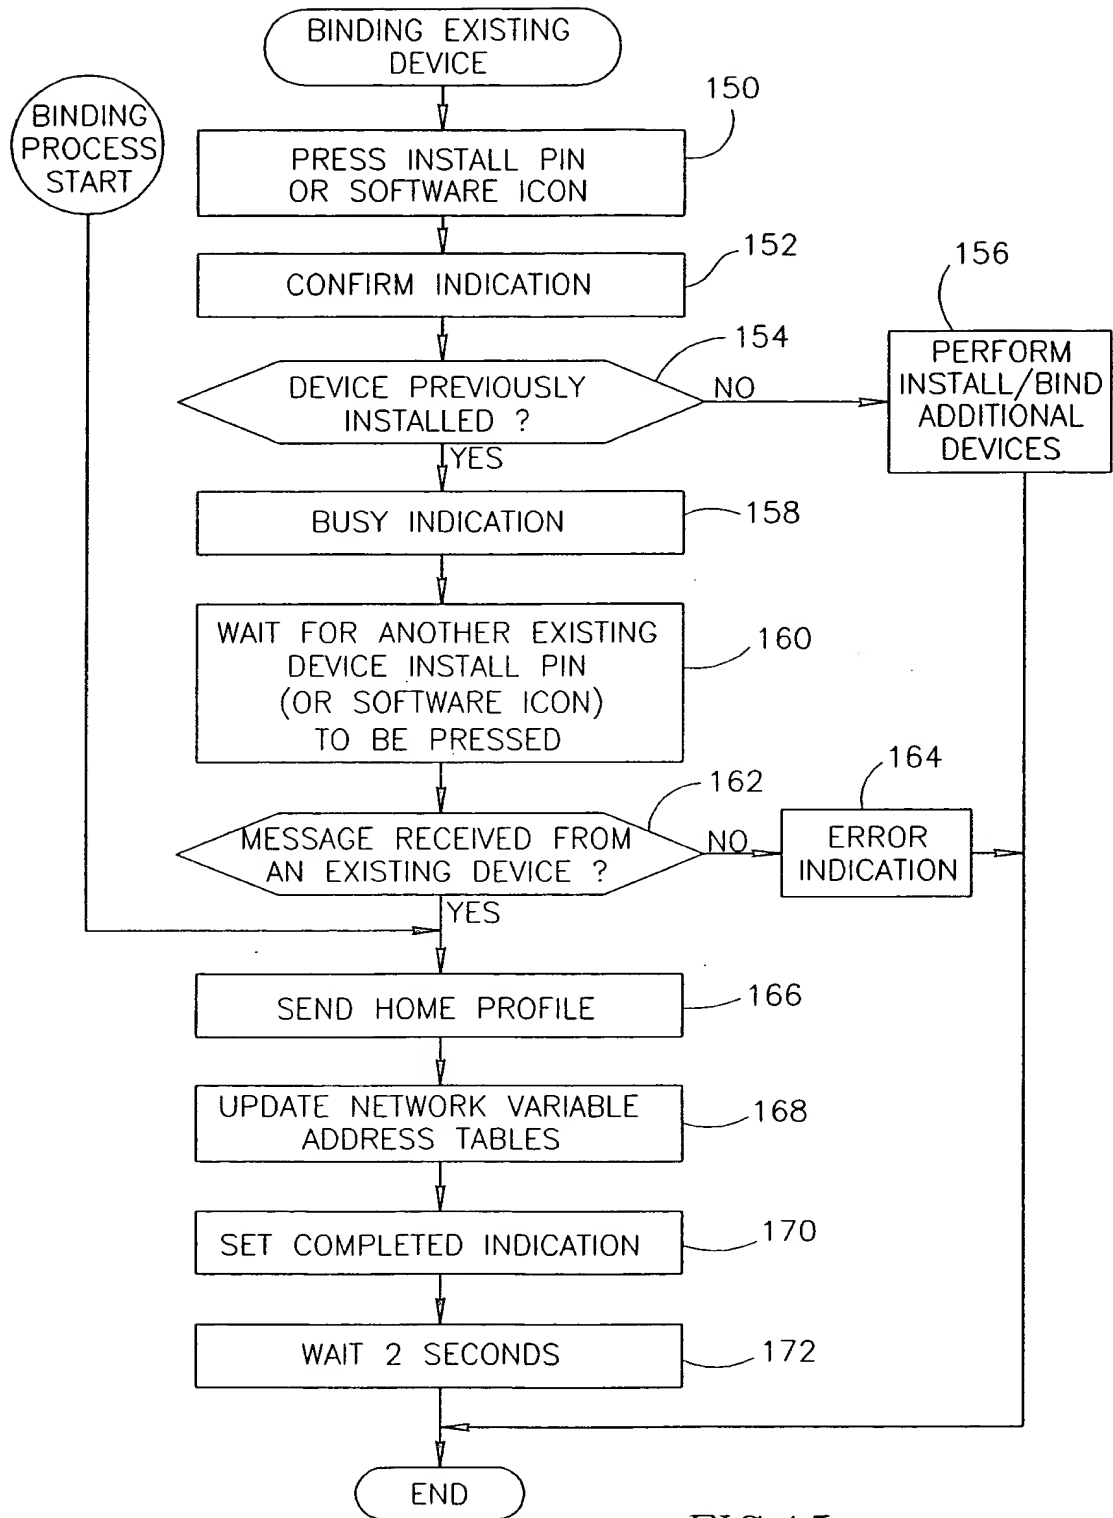 BINDING EXISTING
DEVICE
BINDING
PROCESS
START
150
PRESS INSTALL PIN
OR SOFTWARE ICON
152
CONFIRM INDICATION
154
DEVICE PREVIOUSLY
INSTALLED ?
NO
156
PERFORM
INSTALL/BIND
ADDITIONAL
DEVICES
YES
BUSY INDICATION
158
WAIT FOR ANOTHER EXISTING
DEVICE INSTALL PIN
(OR SOFTWARE ICON)
TO BE PRESSED
160
162
MESSAGE RECEIVED FROM
AN EXISTING DEVICE ?
NO
164
ERROR
INDICATION
YES
SEND HOME PROFILE
166
UPDATE NETWORK VARIABLE
ADDRESS TABLES
168
SET COMPLETED INDICATION
170
WAIT 2 SECONDS
172
END